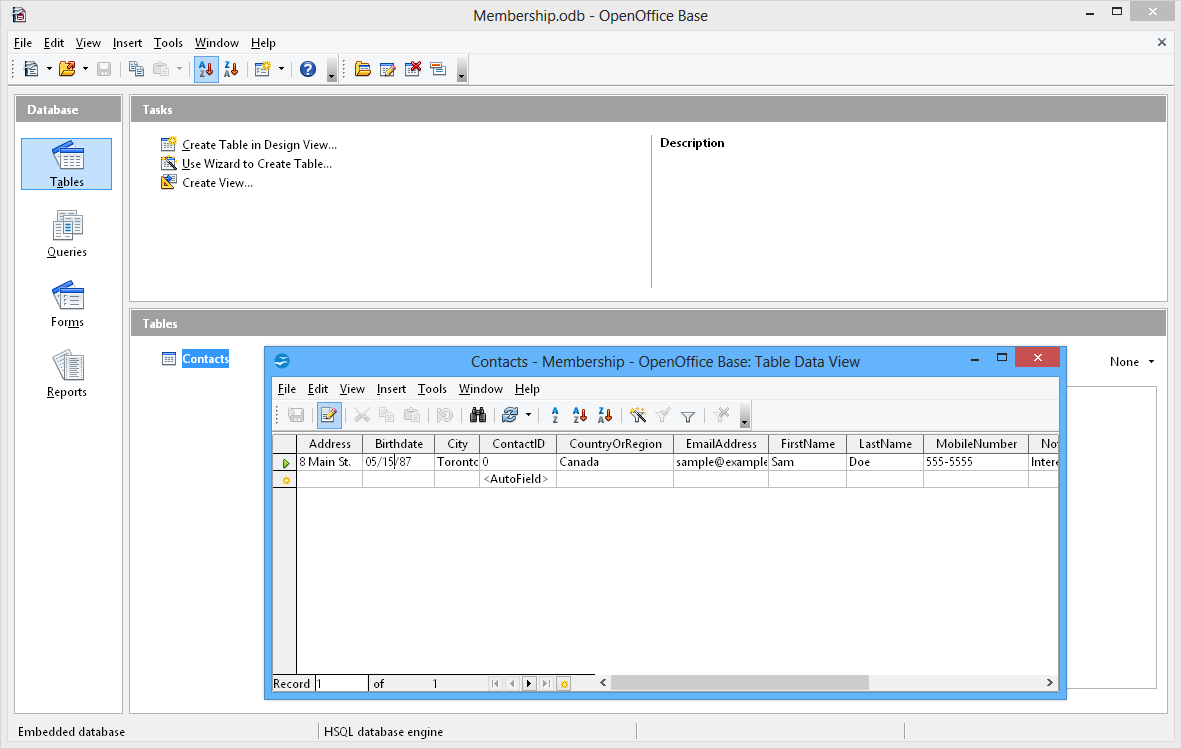 Membership.odb - OpenOffice Base
File Edit View Insert Tools Window Help
Database
Tables
Queries
Forms
Reports
Tasks
Create Table in Design View...
Use Wizard to Create Table...
Create View...
Description
Tables
Contacts
None
Contacts - Membership - OpenOffice Base: Table Data View
File Edit View Insert Tools Window Help
Address Birthdate City ContactID CountryOrRegion EmailAddress FirstName LastName MobileNumber Not
8 Main St. 05/15/87 Toronto 0 Canada sample@example Sam Doe 555-5555 Intere
<AutoField>
Record 1 of 1
Embedded database HSQL database engine